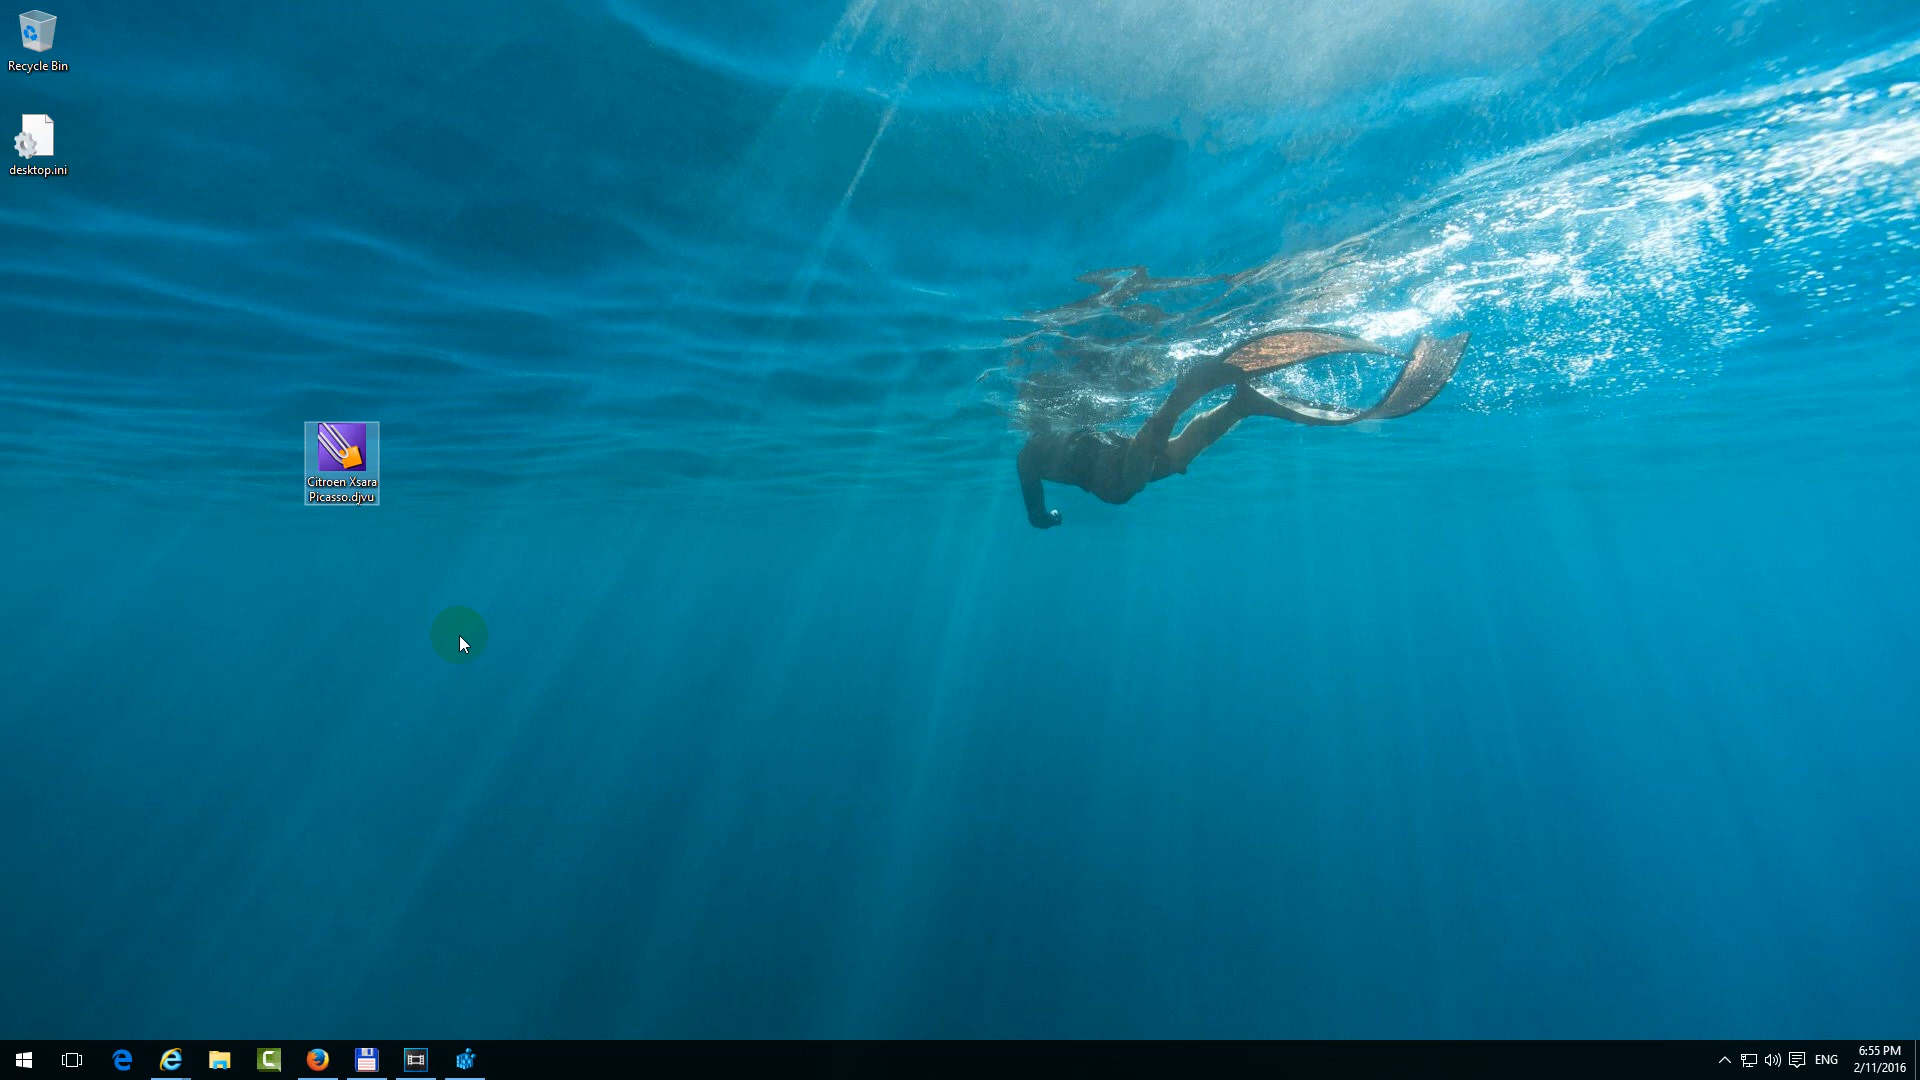 Recycle Bin
desktop.ini
Citroen Xsara
Picasso.djvu
ENG
6:55 PM
2/11/2016